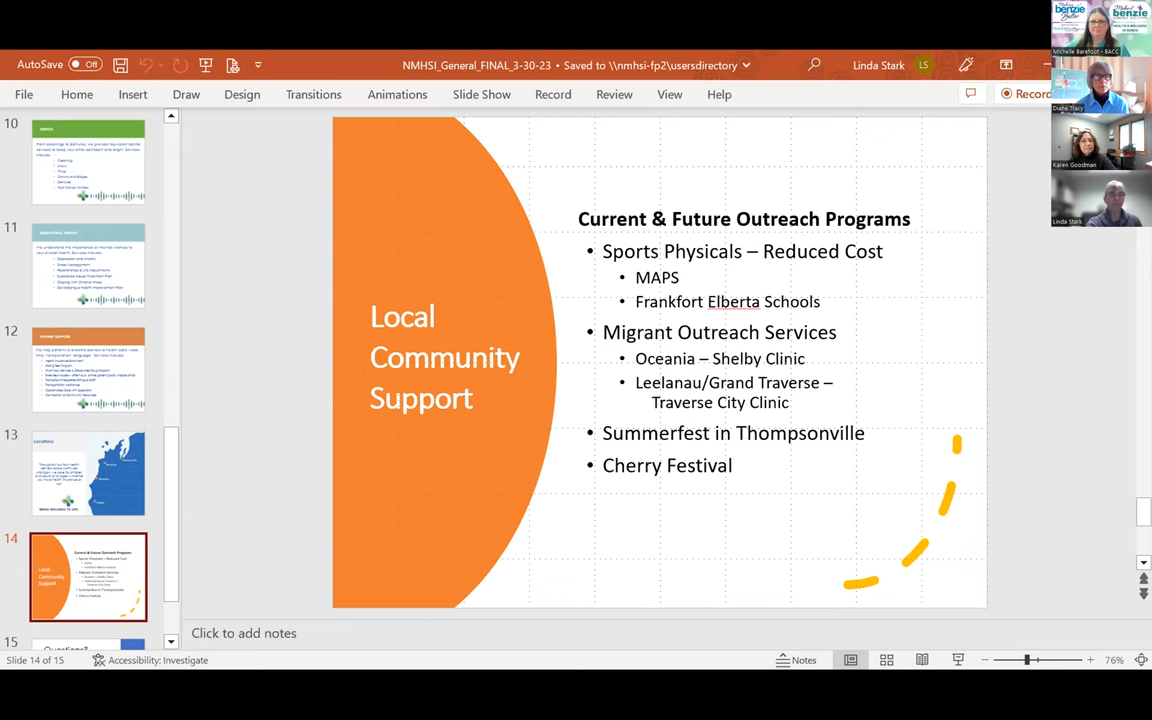 AutoSave Off
NMHSI_General_FINAL_3-30-23 • Saved to \\nmhsi-fp2\usersdirectory
Linda Stark
LS
File Home Insert Draw Design Transitions Animations Slide Show Record Review View Help
Record
Michelle Barefoot - BACC
Diane Tracy
Karen Goodman
Linda Stark
10
11
12
13
Locations
14
15
Local
Community
Support
Current & Future Outreach Programs
• Sports Physicals – Reduced Cost
• MAPS
• Frankfort Elberta Schools
• Migrant Outreach Services
• Oceania – Shelby Clinic
• Leelanau/Grand Traverse –
Traverse City Clinic
• Summerfest in Thompsonville
• Cherry Festival
Click to add notes
Slide 14 of 15
Accessibility: Investigate
Notes
76%